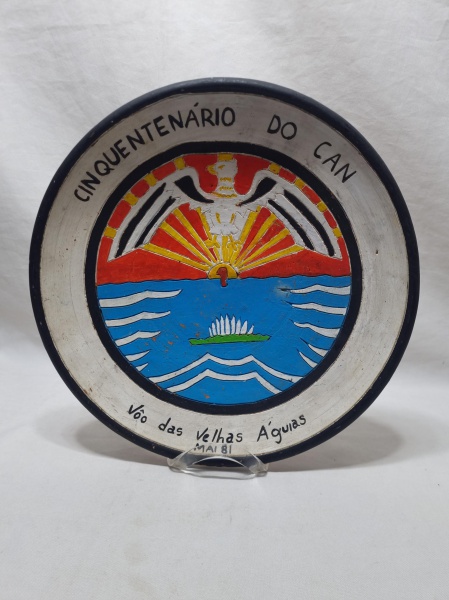 CINQUENTENÁRIO DO CAN
Vôo das Velhas Águias
MAI 81